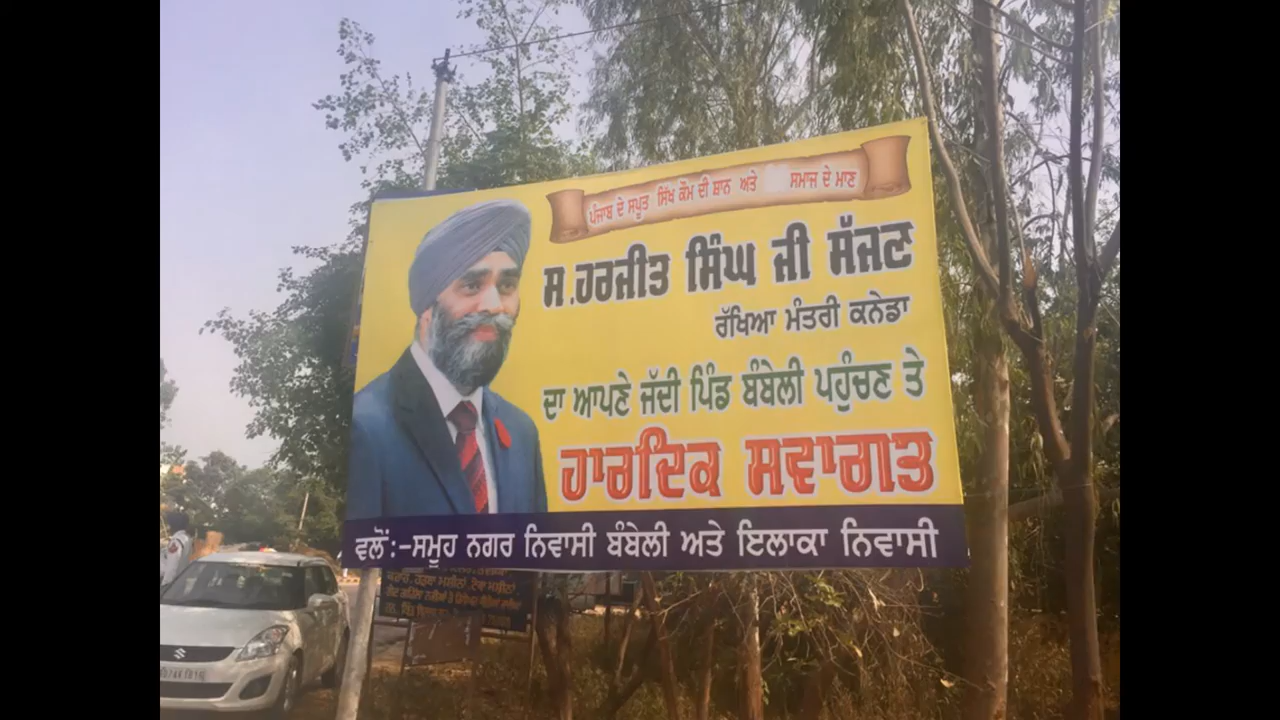 ਪੰਜਾਬ ਦੇ ਸਪੂਤ ਸਿੱਖ ਕੌਮ ਦੀ ਸ਼ਾਨ ਅਤੇ ਸਮਾਜ ਦੇ ਮਾਣ
ਸ.ਹਰਜੀਤ ਸਿੰਘ ਜੀ ਸੱਜਣ
ਰੱਖਿਆ ਮੰਤਰੀ ਕਨੇਡਾ
ਦਾ ਆਪਣੇ ਜੱਦੀ ਪਿੰਡ ਬੰਬੇਲੀ ਪਹੁੰਚਣ ਤੇ
ਹਾਰਦਿਕ ਸਵਾਗਤ
ਵਲੋਂ:-ਸਮੂਹ ਨਗਰ ਨਿਵਾਸੀ ਬੰਬੇਲੀ ਅਤੇ ਇਲਾਕਾ ਨਿਵਾਸੀ